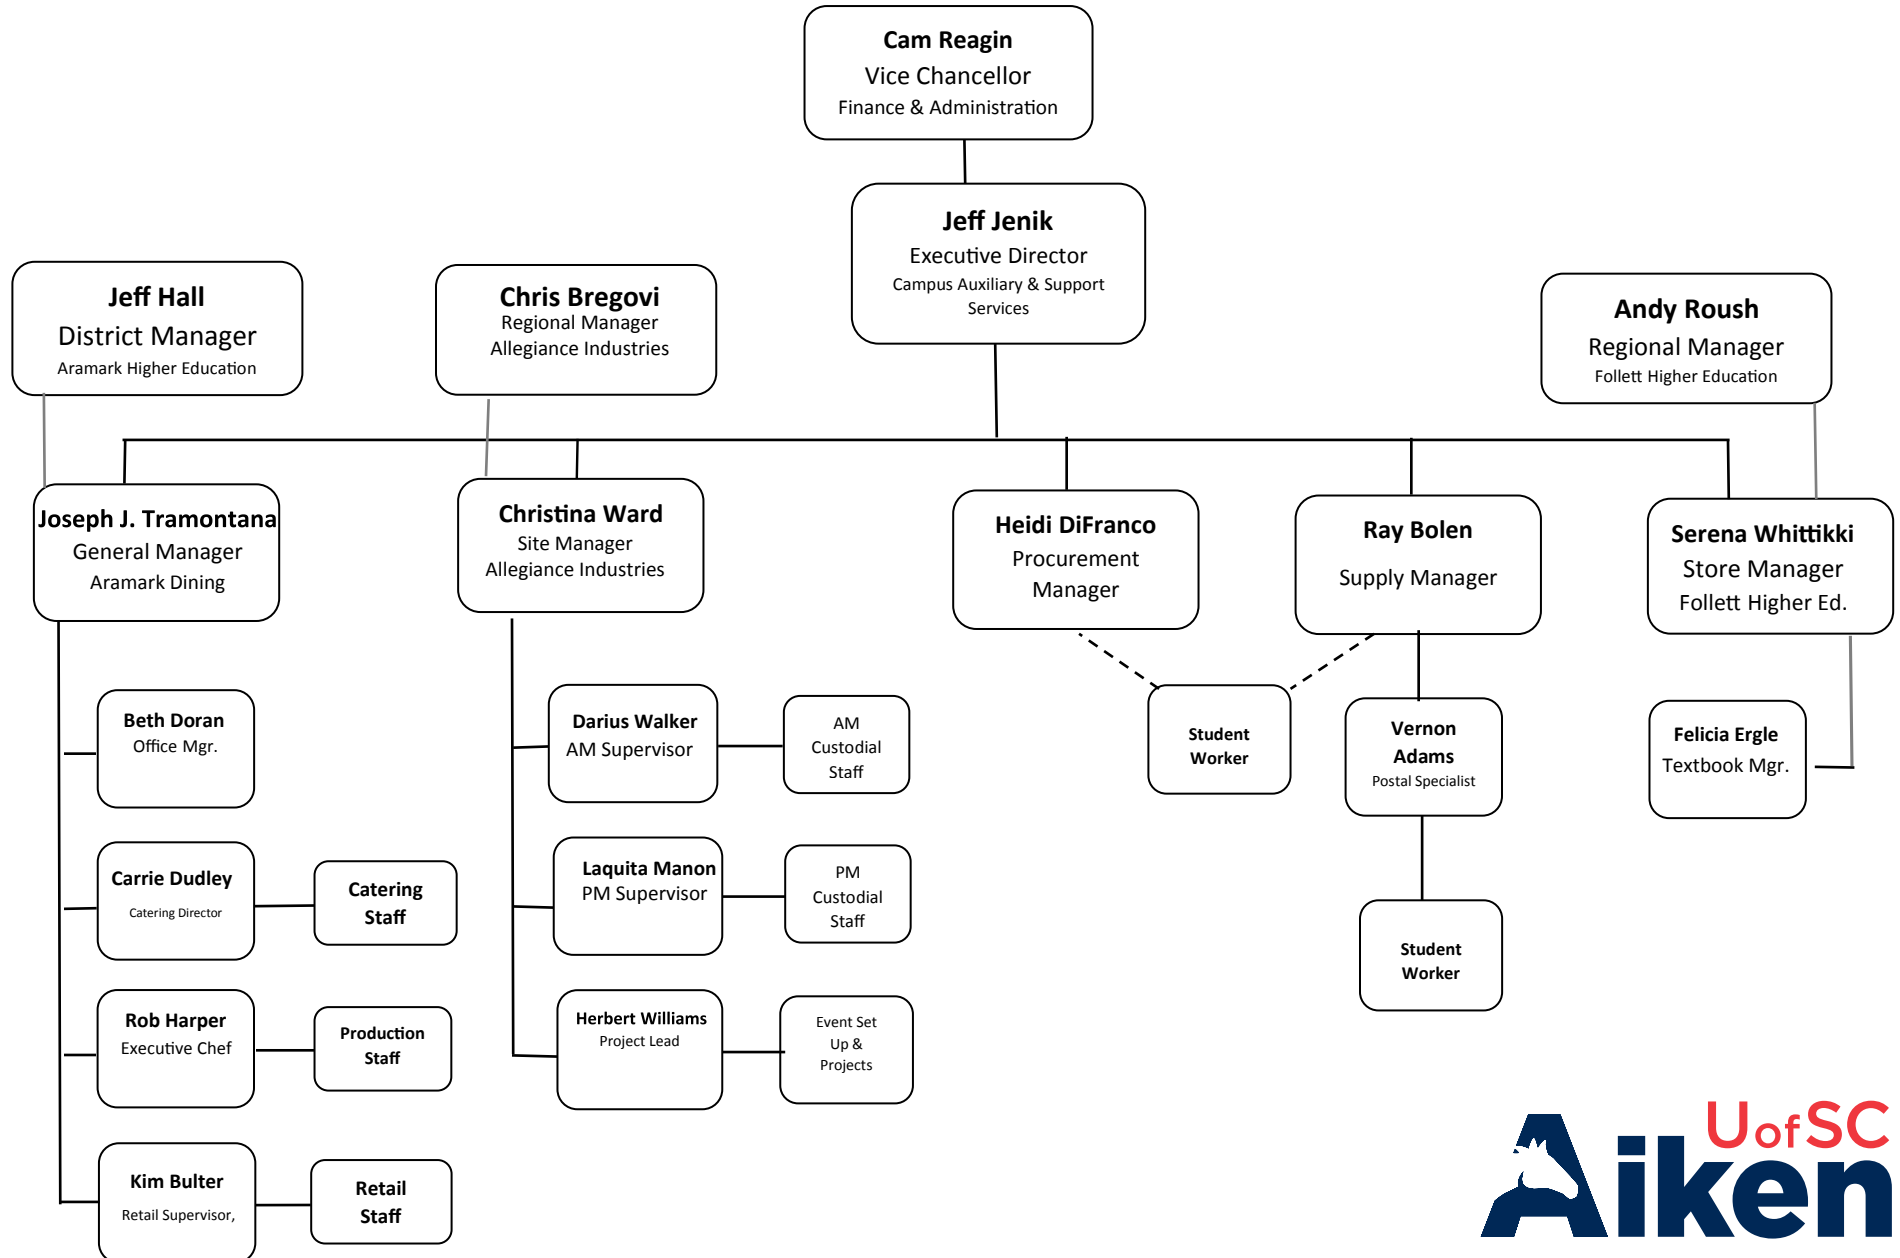 Cam Reagin
Vice Chancellor
Finance & Administration
Jeff Jenik
Executive Director
Campus Auxiliary & Support
Services
Jeff Hall
District Manager
Aramark Higher Education
Chris Bregovi
Regional Manager
Allegiance Industries
Andy Roush
Regional Manager
Follett Higher Education
Joseph J. Tramontana
General Manager
Aramark Dining
Christina Ward
Site Manager
Allegiance Industries
Heidi DiFranco
Procurement
Manager
Ray Bolen
Supply Manager
Serena Whittikki
Store Manager
Follett Higher Ed.
Beth Doran
Office Mgr.
Darius Walker
AM Supervisor
AM
Custodial
Staff
Student
Worker
Vernon
Adams
Postal Specialist
Felicia Ergle
Textbook Mgr.
Carrie Dudley
Catering Director
Catering
Staff
Laquita Manon
PM Supervisor
PM
Custodial
Staff
Student
Worker
Rob Harper
Executive Chef
Production
Staff
Herbert Williams
Project Lead
Event Set
Up &
Projects
Kim Bulter
Retail Supervisor,
Retail
Staff
UofSC
Aiken